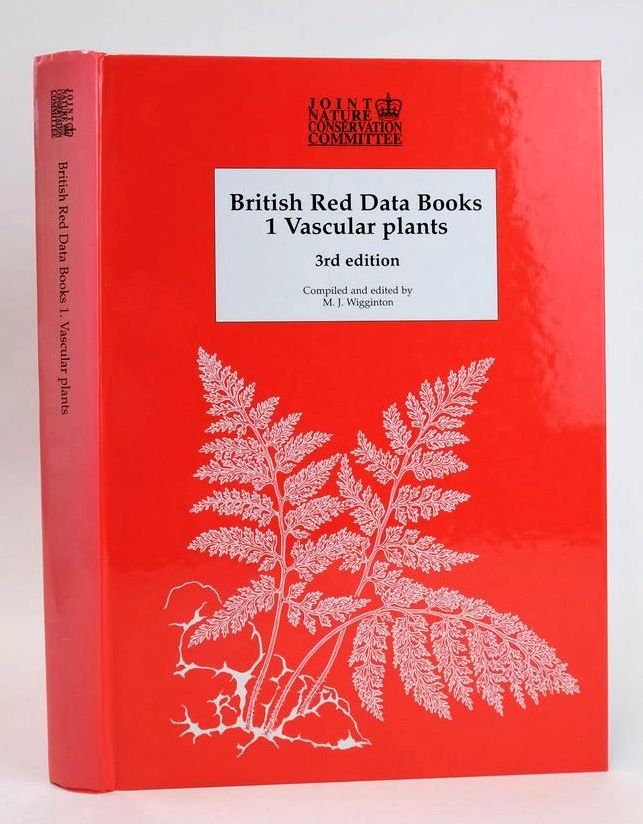 JOINT
NATURE
CONSERVATION
COMMITTEE
British Red Data Books
1 Vascular plants
3rd edition
Compiled and edited by
M. J. Wigginton
JOINT
NATURE
CONSERVATION
COMMITTEE
British Red Data Books 1. Vascular plants